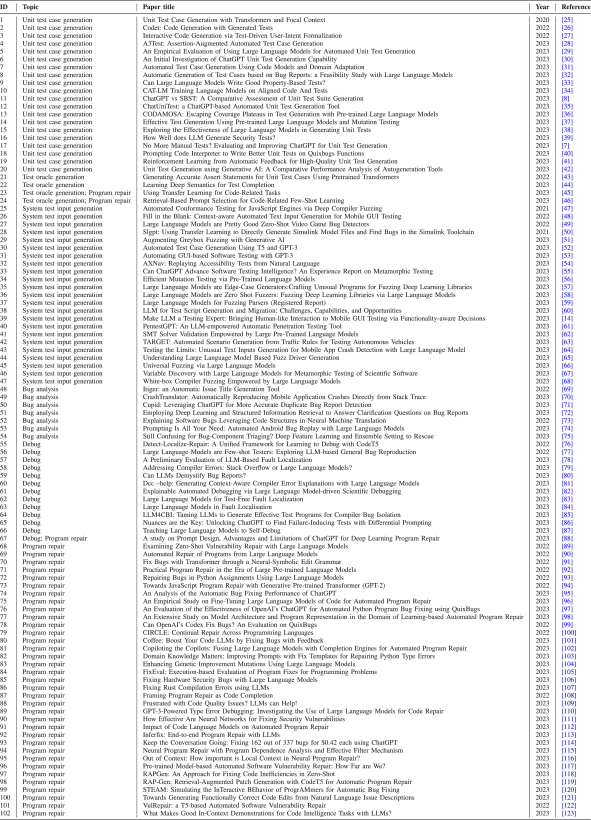 ID Topic Paper title Year Reference
1 Unit test case generation Unit Test Case Generation with Transformers and Focal Context 2020 [25]
2 Unit test case generation Codet: Code Generation with Generated Tests 2022 [26]
3 Unit test case generation Interactive Code Generation via Test-Driven User-Intent Formalization 2022 [27]
4 Unit test case generation A3Test: Assertion-Augmented Automated Test Case Generation 2023 [28]
5 Unit test case generation An Empirical Evaluation of Using Large Language Models for Automated Unit Test Generation 2023 [29]
6 Unit test case generation An Initial Investigation of ChatGPT Unit Test Generation Capability 2023 [30]
7 Unit test case generation Automated Test Case Generation Using Code Models and Domain Adaptation 2023 [31]
8 Unit test case generation Automatic Generation of Test Cases based on Bug Reports: a Feasibility Study with Large Language Models 2023 [32]
9 Unit test case generation Can Large Language Models Write Good Property-Based Tests? 2023 [33]
10 Unit test case generation CAT-LM Training Language Models on Aligned Code And Tests 2023 [34]
11 Unit test case generation ChatGPT vs SBST: A Comparative Assessment of Unit Test Suite Generation 2023 [8]
12 Unit test case generation ChatUniTest: a ChatGPT-based Automated Unit Test Generation Tool 2023 [35]
13 Unit test case generation CODAMOSA: Escaping Coverage Plateaus in Test Generation with Pre-trained Large Language Models 2023 [36]
14 Unit test case generation Effective Test Generation Using Pre-trained Large Language Models and Mutation Testing 2023 [37]
15 Unit test case generation Exploring the Effectiveness of Large Language Models in Generating Unit Tests 2023 [38]
16 Unit test case generation How Well does LLM Generate Security Tests? 2023 [39]
17 Unit test case generation No More Manual Tests? Evaluating and Improving ChatGPT for Unit Test Generation 2023 [7]
18 Unit test case generation Prompting Code Interpreter to Write Better Unit Tests on Quixbugs Functions 2023 [40]
19 Unit test case generation Reinforcement Learning from Automatic Feedback for High-Quality Unit Test Generation 2023 [41]
20 Unit test case generation Unit Test Generation using Generative AI: A Comparative Performance Analysis of Autogeneration Tools 2023 [42]
21 Test oracle generation Generating Accurate Assert Statements for Unit Test Cases Using Pretrained Transformers 2022 [43]
22 Test oracle generation Learning Deep Semantics for Test Completion 2023 [44]
23 Test oracle generation; Program repair Using Transfer Learning for Code-Related Tasks 2023 [45]
24 Test oracle generation; Program repair Retrieval-Based Prompt Selection for Code-Related Few-Shot Learning 2023 [46]
25 System test input generation Automated Conformance Testing for JavaScript Engines via Deep Compiler Fuzzing 2021 [47]
26 System test input generation Fill in the Blank: Context-aware Automated Text Input Generation for Mobile GUI Testing 2022 [48]
27 System test input generation Large Language Models are Pretty Good Zero-Shot Video Game Bug Detectors 2022 [49]
28 System test input generation Slgpt: Using Transfer Learning to Directly Generate Simulink Model Files and Find Bugs in the Simulink Toolchain 2021 [50]
29 System test input generation Augmenting Greybox Fuzzing with Generative AI 2023 [51]
30 System test input generation Automated Test Case Generation Using T5 and GPT-3 2023 [52]
31 System test input generation Automating GUI-based Software Testing with GPT-3 2023 [53]
32 System test input generation AXNav: Replaying Accessibility Tests from Natural Language 2023 [54]
33 System test input generation Can ChatGPT Advance Software Testing Intelligence? An Experience Report on Metamorphic Testing 2023 [55]
34 System test input generation Efficient Mutation Testing via Pre-Trained Language Models 2023 [56]
35 System test input generation Large Language Models are Edge-Case Generators:Crafting Unusual Programs for Fuzzing Deep Learning Libraries 2023 [57]
36 System test input generation Large Language Models are Zero Shot Fuzzers: Fuzzing Deep Learning Libraries via Large Language Models 2023 [58]
37 System test input generation Large Language Models for Fuzzing Parsers (Registered Report) 2023 [59]
38 System test input generation LLM for Test Script Generation and Migration: Challenges, Capabilities, and Opportunities 2023 [60]
39 System test input generation Make LLM a Testing Expert: Bringing Human-like Interaction to Mobile GUI Testing via Functionality-aware Decisions 2023 [14]
40 System test input generation PentestGPT: An LLM-empowered Automatic Penetration Testing Tool 2023 [61]
41 System test input generation SMT Solver Validation Empowered by Large Pre-Trained Language Models 2023 [62]
42 System test input generation TARGET: Automated Scenario Generation from Traffic Rules for Testing Autonomous Vehicles 2023 [63]
43 System test input generation Testing the Limits: Unusual Text Inputs Generation for Mobile App Crash Detection with Large Language Model 2023 [64]
44 System test input generation Understanding Large Language Model Based Fuzz Driver Generation 2023 [65]
45 System test input generation Universal Fuzzing via Large Language Models 2023 [66]
46 System test input generation Variable Discovery with Large Language Models for Metamorphic Testing of Scientific Software 2023 [67]
47 System test input generation White-box Compiler Fuzzing Empowered by Large Language Models 2023 [68]
48 Bug analysis Itiger: an Automatic Issue Title Generation Tool 2022 [69]
49 Bug analysis CrashTranslator: Automatically Reproducing Mobile Application Crashes Directly from Stack Trace 2023 [70]
50 Bug analysis Cupid: Leveraging ChatGPT for More Accurate Duplicate Bug Report Detection 2023 [71]
51 Bug analysis Employing Deep Learning and Structured Information Retrieval to Answer Clarification Questions on Bug Reports 2023 [72]
52 Bug analysis Explaining Software Bugs Leveraging Code Structures in Neural Machine Translation 2023 [73]
53 Bug analysis Prompting Is All Your Need: Automated Android Bug Replay with Large Language Models 2023 [74]
54 Bug analysis Still Confusing for Bug-Component Triaging? Deep Feature Learning and Ensemble Setting to Rescue 2023 [75]
55 Debug Detect-Localize-Repair: A Unified Framework for Learning to Debug with CodeT5 2022 [76]
56 Debug Large Language Models are Few-shot Testers: Exploring LLM-based General Bug Reproduction 2022 [77]
57 Debug A Preliminary Evaluation of LLM-Based Fault Localization 2023 [78]
58 Debug Addressing Compiler Errors: Stack Overflow or Large Language Models? 2023 [79]
59 Debug Can LLMs Demystify Bug Reports? 2023 [80]
60 Debug Dcc –help: Generating Context-Aware Compiler Error Explanations with Large Language Models 2023 [81]
61 Debug Explainable Automated Debugging via Large Language Model-driven Scientific Debugging 2023 [82]
62 Debug Large Language Models for Test-Free Fault Localization 2023 [83]
63 Debug Large Language Models in Fault Localisation 2023 [84]
64 Debug LLM4CBI: Taming LLMs to Generate Effective Test Programs for Compiler Bug Isolation 2023 [85]
65 Debug Nuances are the Key: Unlocking ChatGPT to Find Failure-Inducing Tests with Differential Prompting 2023 [86]
66 Debug Teaching Large Language Models to Self-Debug 2023 [87]
67 Debug; Program repair A study on Prompt Design, Advantages and Limitations of ChatGPT for Deep Learning Program Repair 2023 [88]
68 Program repair Examining Zero-Shot Vulnerability Repair with Large Language Models 2022 [89]
69 Program repair Automated Repair of Programs from Large Language Models 2022 [90]
70 Program repair Fix Bugs with Transformer through a Neural-Symbolic Edit Grammar 2022 [91]
71 Program repair Practical Program Repair in the Era of Large Pre-trained Language Models 2022 [92]
72 Program repair Repairing Bugs in Python Assignments Using Large Language Models 2022 [93]
73 Program repair Towards JavaScript Program Repair with Generative Pre-trained Transformer (GPT-2) 2022 [94]
74 Program repair An Analysis of the Automatic Bug Fixing Performance of ChatGPT 2023 [95]
75 Program repair An Empirical Study on Fine-Tuning Large Language Models of Code for Automated Program Repair 2023 [96]
76 Program repair An Evaluation of the Effectiveness of OpenAI's ChatGPT for Automated Python Program Bug Fixing using QuixBugs 2023 [97]
77 Program repair An Extensive Study on Model Architecture and Program Representation in the Domain of Learning-based Automated Program Repair 2023 [98]
78 Program repair Can OpenAI's Codex Fix Bugs? An Evaluation on QuixBugs 2022 [99]
79 Program repair CIRCLE: Continual Repair Across Programming Languages 2022 [100]
80 Program repair Coffee: Boost Your Code LLMs by Fixing Bugs with Feedback 2023 [101]
81 Program repair Copiloting the Copilots: Fusing Large Language Models with Completion Engines for Automated Program Repair 2023 [102]
82 Program repair Domain Knowledge Matters: Improving Prompts with Fix Templates for Repairing Python Type Errors 2023 [103]
83 Program repair Enhancing Genetic Improvement Mutations Using Large Language Models 2023 [104]
84 Program repair FixEval: Execution-based Evaluation of Program Fixes for Programming Problems 2023 [105]
85 Program repair Fixing Hardware Security Bugs with Large Language Models 2023 [106]
86 Program repair Fixing Rust Compilation Errors using LLMs 2023 [107]
87 Program repair Framing Program Repair as Code Completion 2022 [108]
88 Program repair Frustrated with Code Quality Issues? LLMs can Help! 2023 [109]
89 Program repair GPT-3-Powered Type Error Debugging: Investigating the Use of Large Language Models for Code Repair 2023 [110]
90 Program repair How Effective Are Neural Networks for Fixing Security Vulnerabilities 2023 [111]
91 Program repair Impact of Code Language Models on Automated Program Repair 2023 [112]
92 Program repair Inferfix: End-to-end Program Repair with LLMs 2023 [113]
93 Program repair Keep the Conversation Going: Fixing 162 out of 337 bugs for $0.42 each using ChatGPT 2023 [114]
94 Program repair Neural Program Repair with Program Dependence Analysis and Effective Filter Mechanism 2023 [115]
95 Program repair Out of Context: How important is Local Context in Neural Program Repair? 2023 [116]
96 Program repair Pre-trained Model-based Automated Software Vulnerability Repair: How Far are We? 2023 [117]
97 Program repair RAPGen: An Approach for Fixing Code Inefficiencies in Zero-Shot 2023 [118]
98 Program repair RAP-Gen: Retrieval-Augmented Patch Generation with CodeT5 for Automatic Program Repair 2023 [119]
99 Program repair STEAM: Simulating the InTeractive BEhavior of ProgrAMmers for Automatic Bug Fixing 2023 [120]
100 Program repair Towards Generating Functionally Correct Code Edits from Natural Language Issue Descriptions 2023 [121]
101 Program repair VulRepair: a T5-based Automated Software Vulnerability Repair 2022 [122]
102 Program repair What Makes Good In-Context Demonstrations for Code Intelligence Tasks with LLMs? 2023 [123]